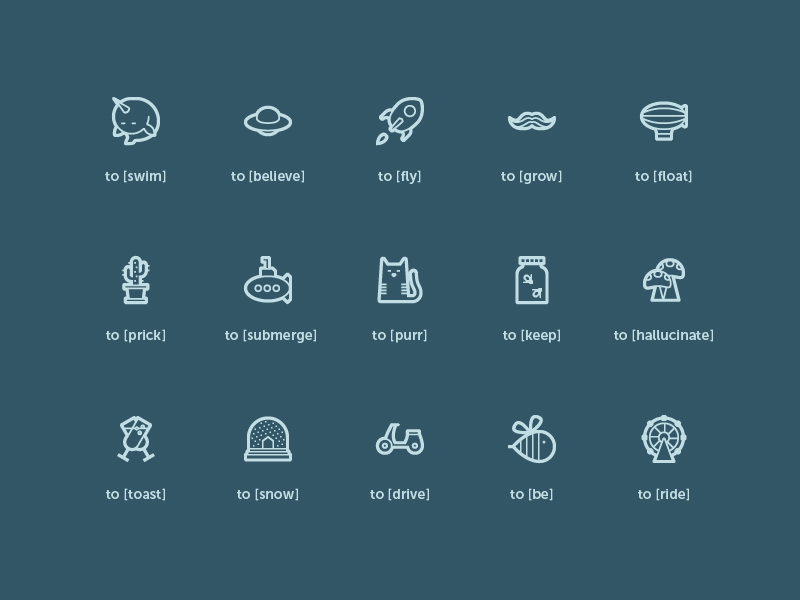 to [swim]
to [believe]
to [fly]
to [grow]
to [float]
to [prick]
to [submerge]
to [purr]
to [keep]
to [hallucinate]
to [toast]
to [snow]
to [drive]
to [be]
to [ride]